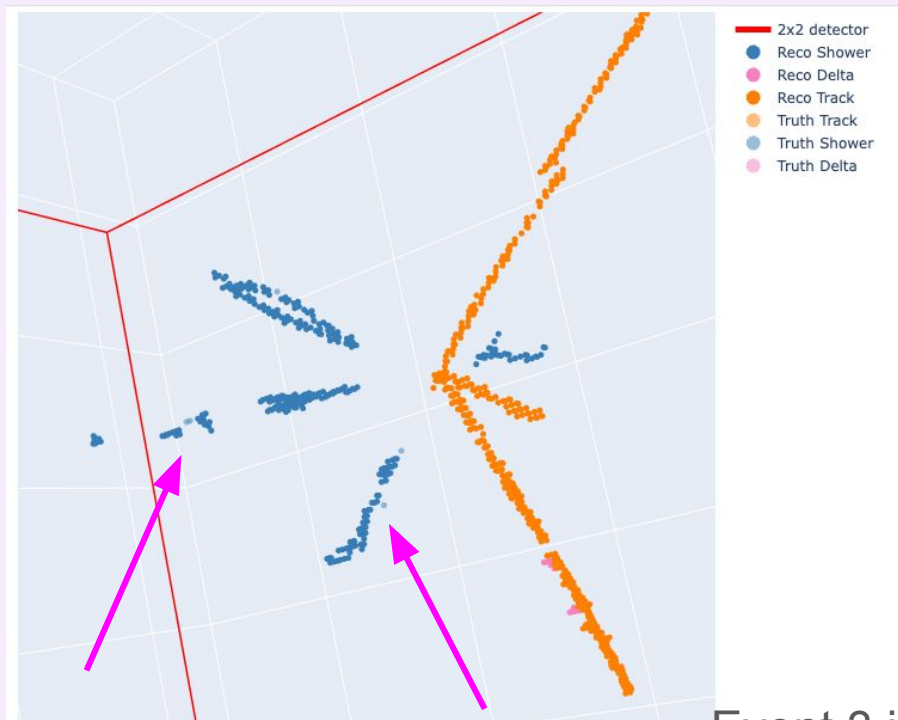 2x2 detector
Reco Shower
Reco Delta
Reco Track
Truth Track
Truth Shower
Truth Delta